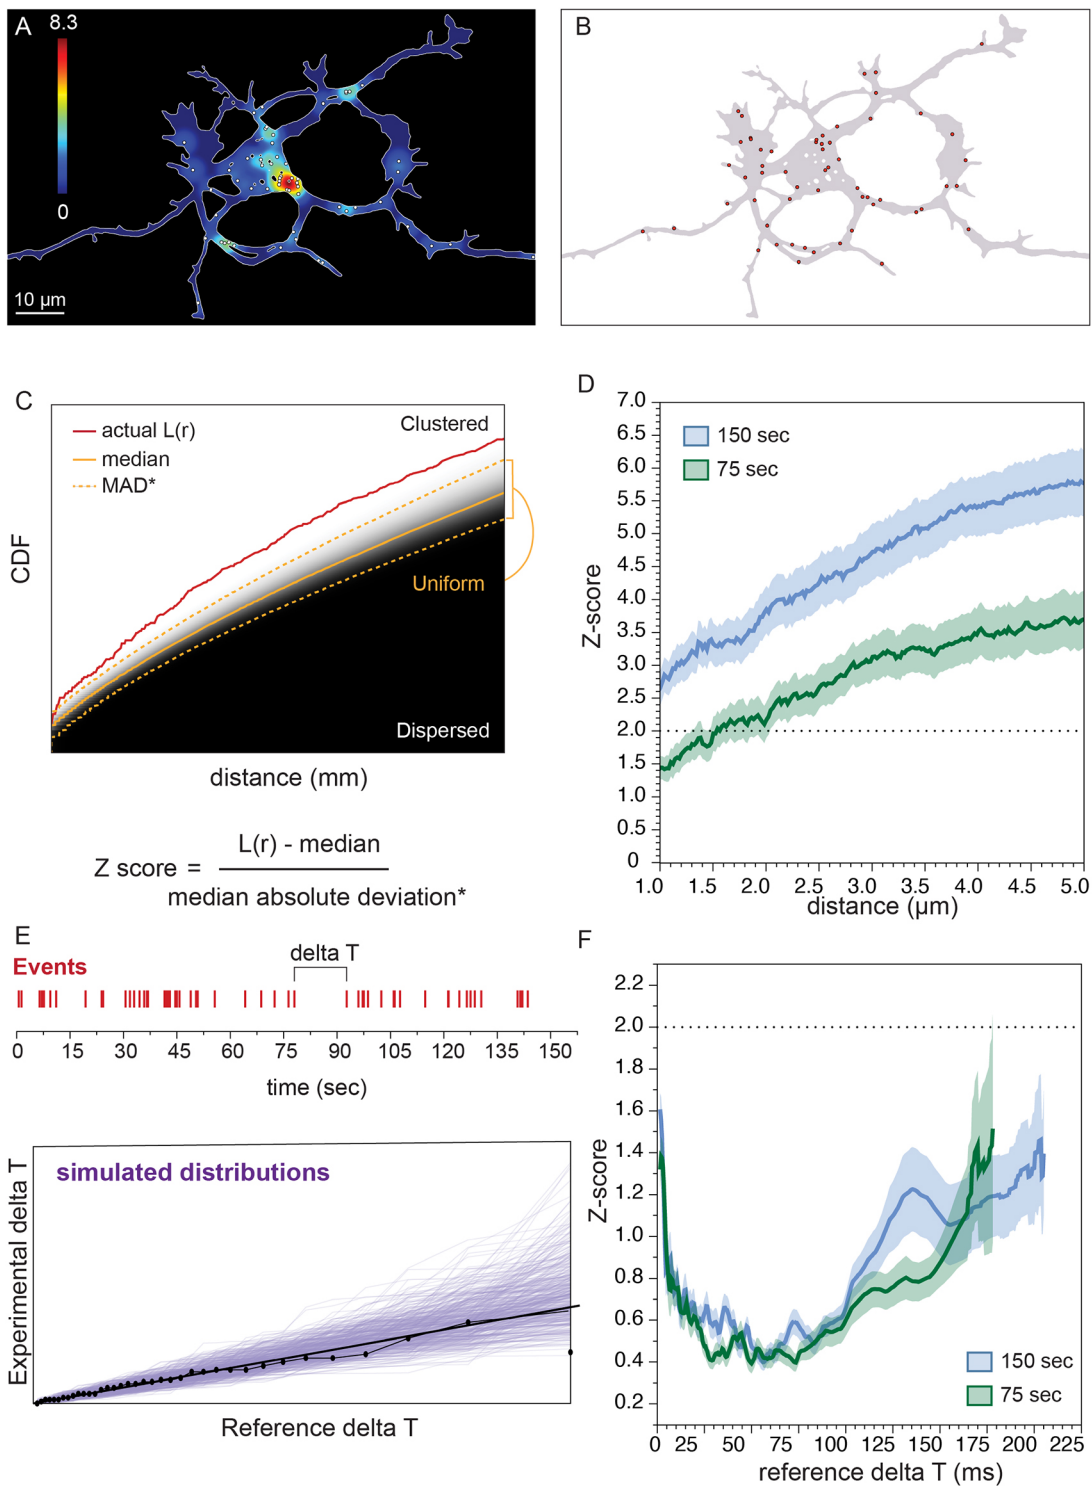 A
8.3
0
10 µm
B
C
actual L(r)
median
MAD*
Clustered
Uniform
Dispersed
CDF
distance (mm)
Z score = L(r) - median
median absolute deviation*
D
7.0
6.5
6.0
5.5
5.0
4.5
4.0
3.5
3.0
2.5
2.0
1.5
1.0
0.5
0
150 sec
75 sec
Z-score
1.0 1.5 2.0 2.5 3.0 3.5 4.0 4.5 5.0
distance (µm)
E
Events
delta T
0 15 30 45 60 75 90 105 120 135 150
time (sec)
simulated distributions
Experimental delta T
Reference delta T
F
2.2
2.0
1.8
1.6
1.4
1.2
1.0
0.8
0.6
0.4
0.2
Z-score
150 sec
75 sec
0 25 50 75 100 125 150 175 200 225
reference delta T (ms)